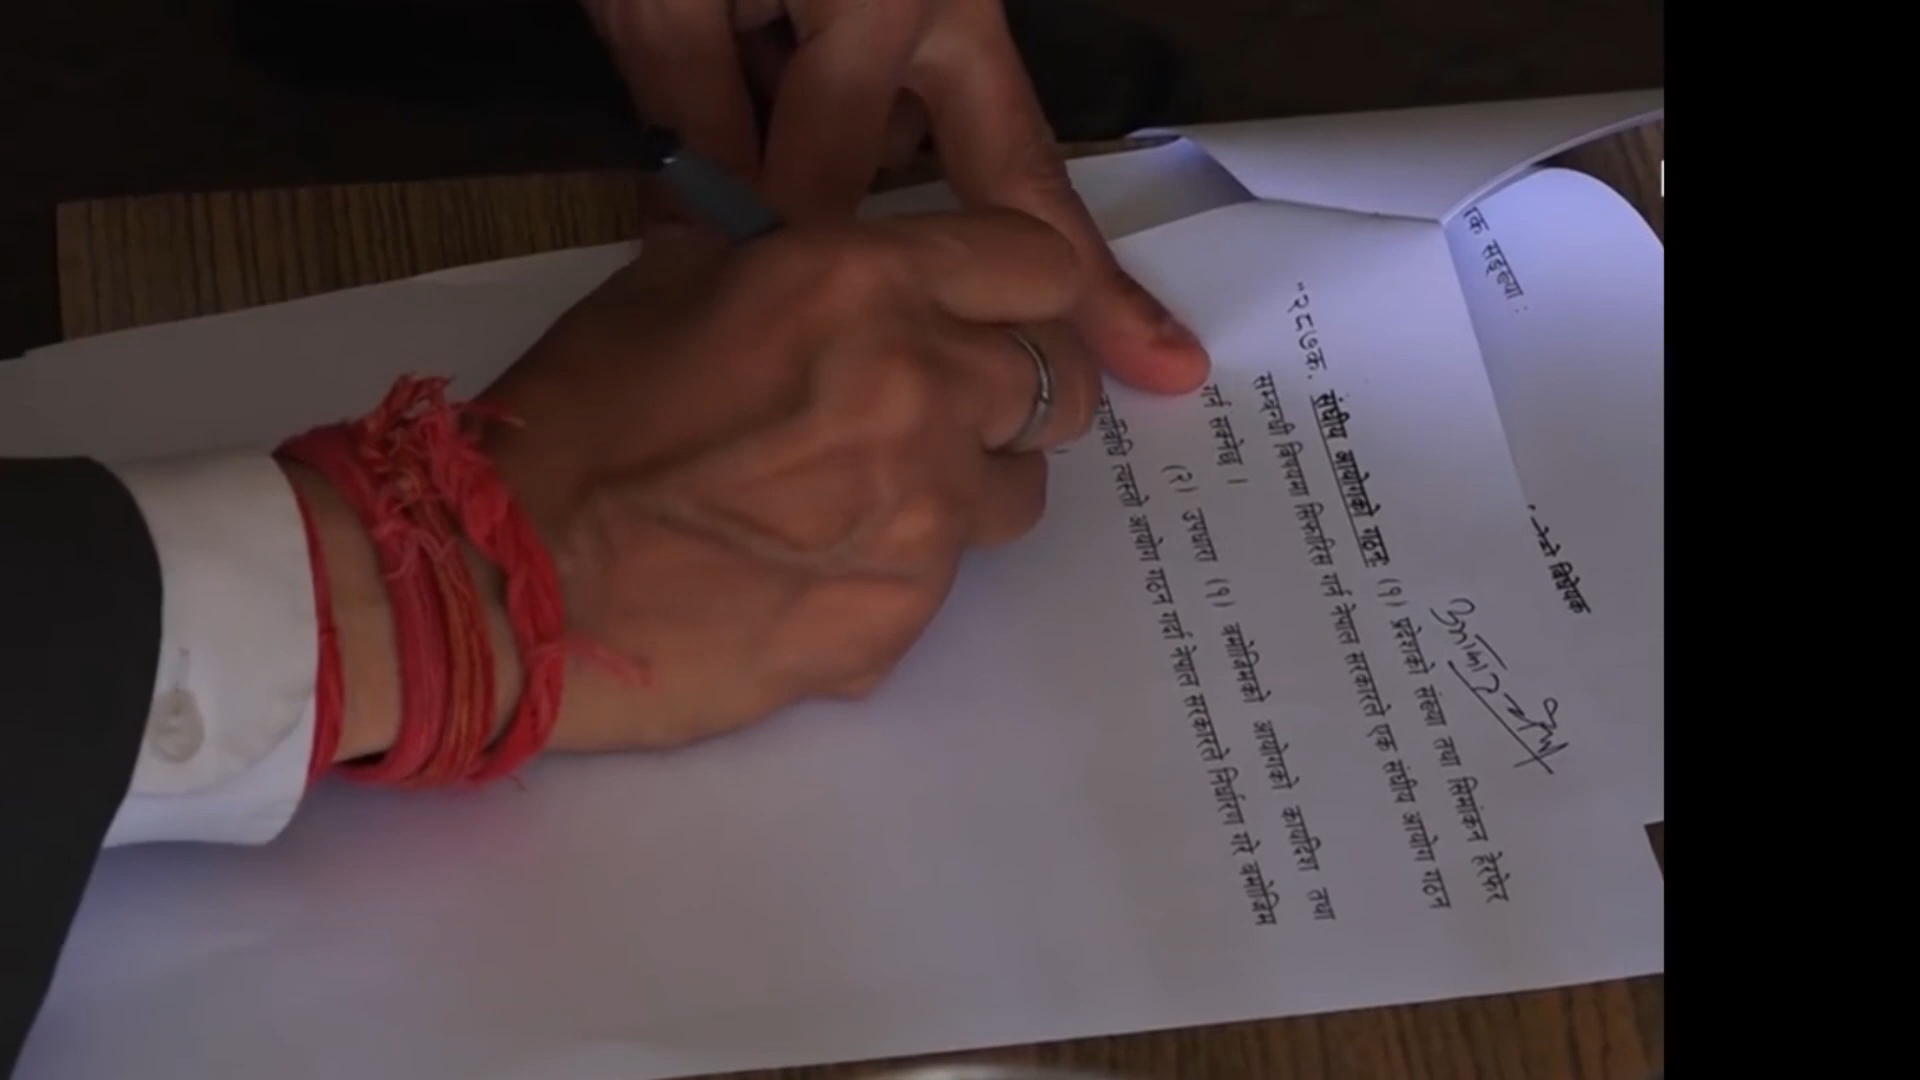 सङ्ख्या :
विधेयक
"२८७क. संघीय आयोगको गठनः (१) प्रदेशको संख्या तथा सिमांकन हेरफेर
सम्बन्धी विषयमा सिफारिस गर्न नेपाल सरकारले एक संघीय आयोग गठन
गर्न सक्नेछ ।
(२) उपधारा (१) बमोजिमको आयोगको कार्यादेश तथा
कार्यविधि त्यस्तो आयोग गठन गर्दा नेपाल सरकारले निर्धारण गरे बमोजिम